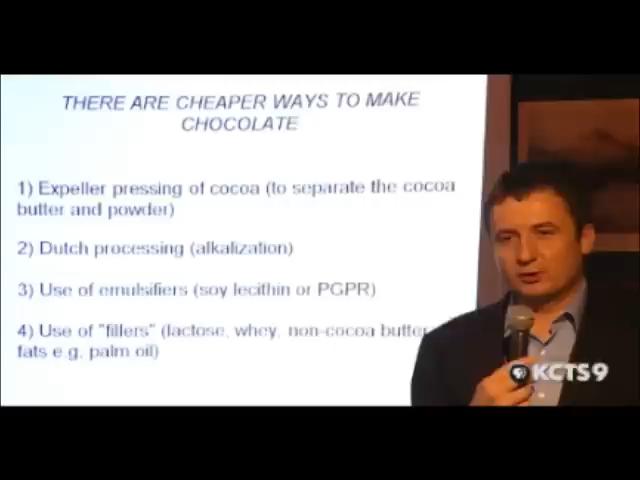 THERE ARE CHEAPER WAYS TO MAKE
CHOCOLATE
1) Expeller pressing of cocoa (to separate the cocoa
butter and powder)
2) Dutch processing (alkalization)
3) Use of emulsifiers (soy lecithin or PGPR)
4) Use of "fillers" (lactose, whey, non-cocoa butter
fats e.g. palm oil)
KCTS9